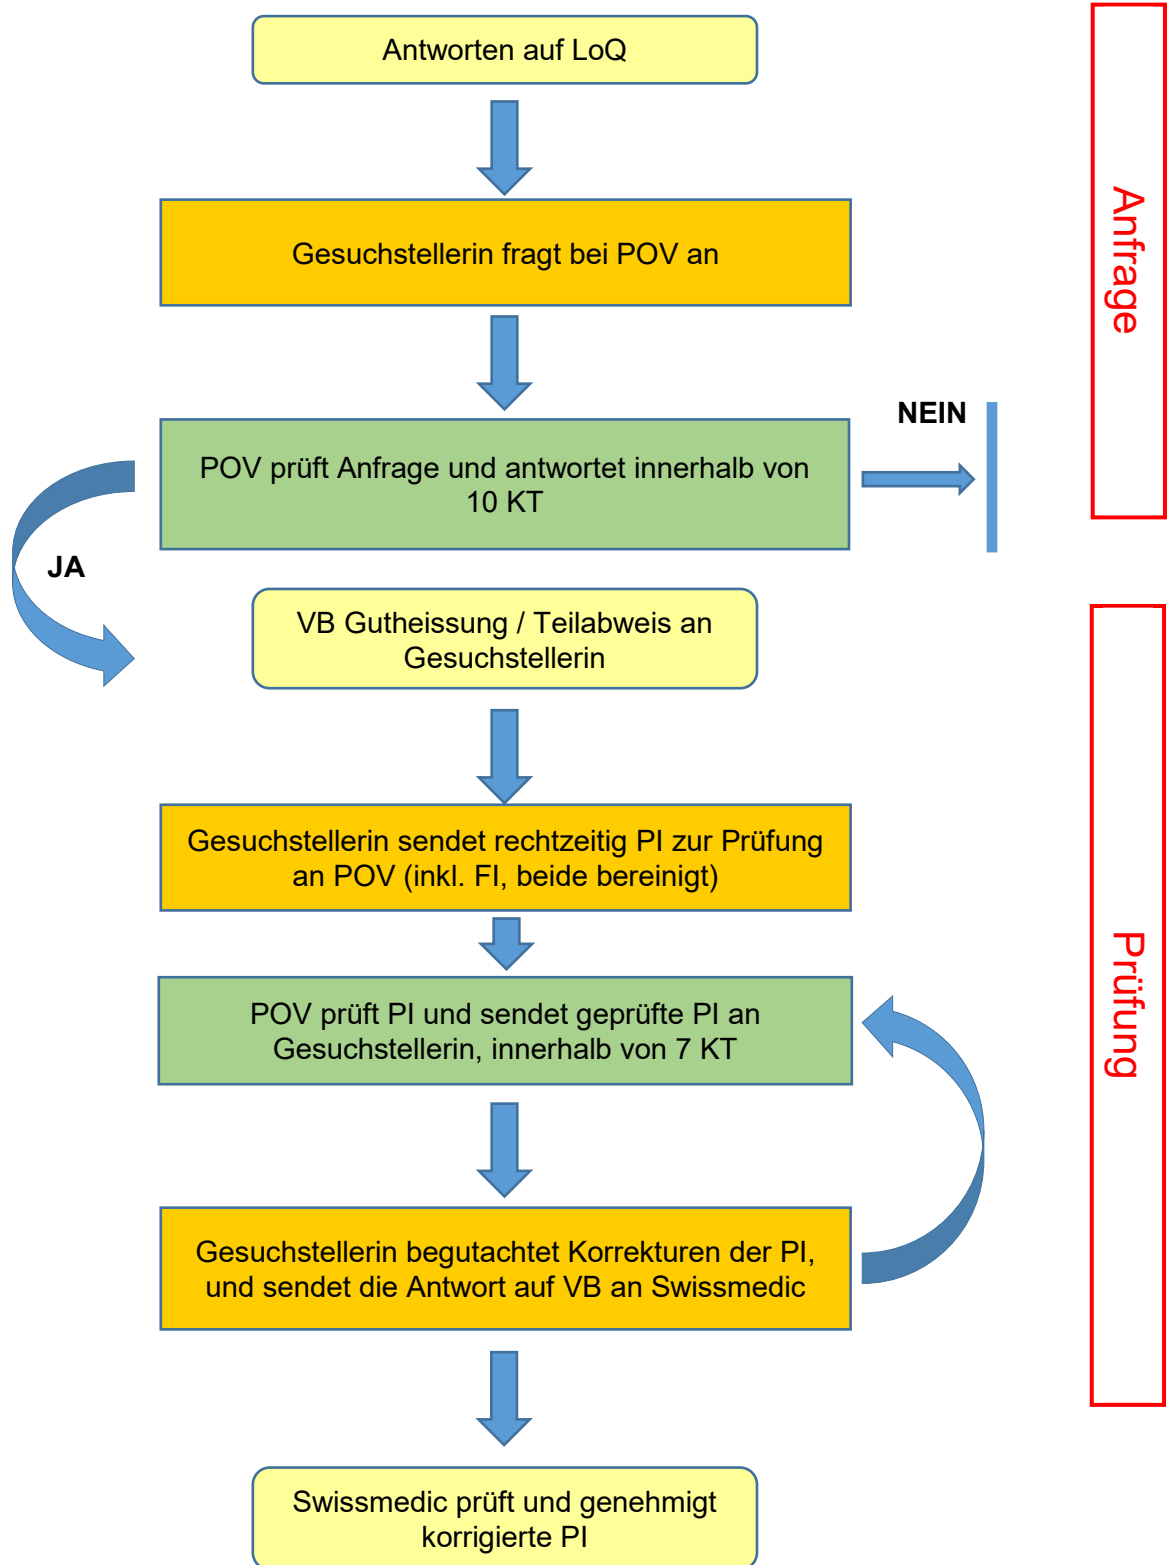 Antworten auf LoQ
Gesuchstellerin fragt bei POV an
Anfrage
NEIN
POV prüft Anfrage und antwortet innerhalb von
10 KT
JA
VB Gutheissung / Teilabweis an
Gesuchstellerin
Gesuchstellerin sendet rechtzeitig PI zur Prüfung
an POV (inkl. FI, beide bereinigt)
Prüfung
POV prüft PI und sendet geprüfte PI an
Gesuchstellerin, innerhalb von 7 KT
Gesuchstellerin begutachtet Korrekturen der PI,
und sendet die Antwort auf VB an Swissmedic
Swissmedic prüft und genehmigt
korrigierte PI